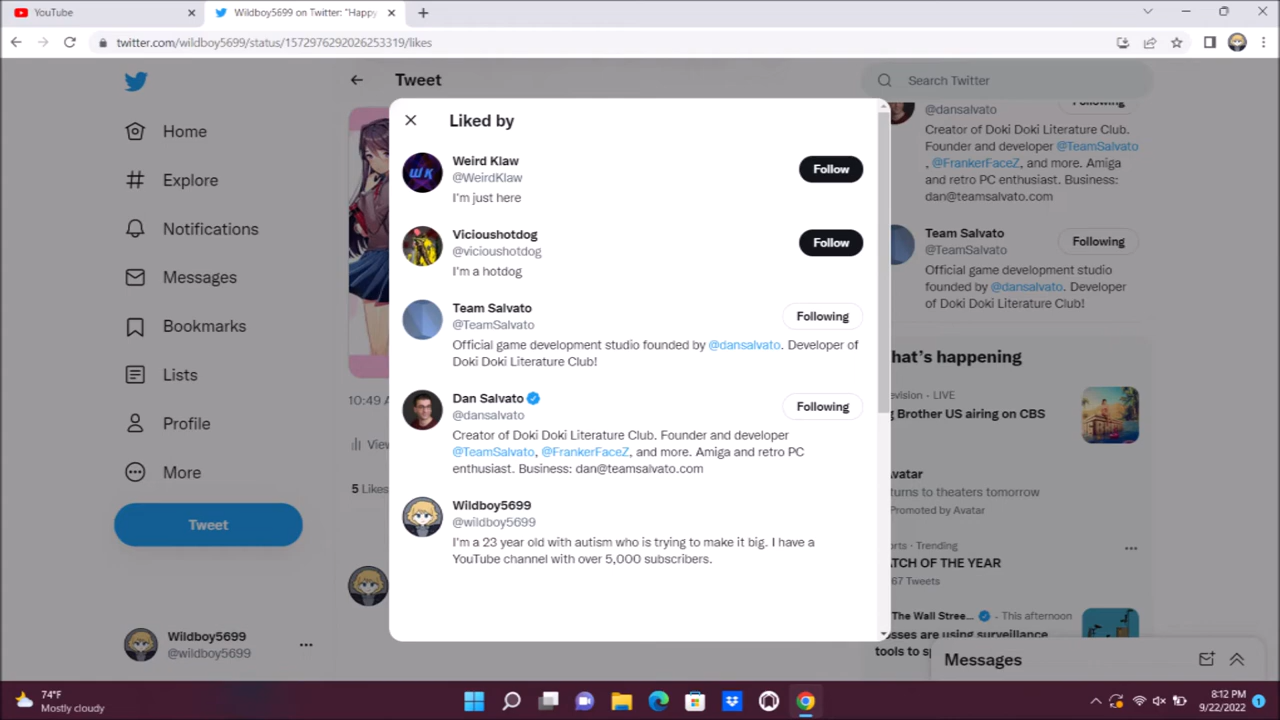 YouTube
Wildboy5699 on Twitter: "Happy
twitter.com/wildboy5699/status/1572976292026253319/likes
Tweet
Search Twitter
Home
Explore
Notifications
Messages
Bookmarks
Lists
Profile
More
Tweet
Wildboy5699
@wildboy5699
10:49 A
View
5 Likes
Liked by
Weird Klaw
@WeirdKlaw
I'm just here
Follow
Vicioushotdog
@vicioushotdog
I'm a hotdog
Follow
Team Salvato
@TeamSalvato
Following
Official game development studio founded by @dansalvato. Developer of
Doki Doki Literature Club!
Dan Salvato
@dansalvato
Following
Creator of Doki Doki Literature Club. Founder and developer
@TeamSalvato, @FrankerFaceZ, and more. Amiga and retro PC
enthusiast. Business: dan@teamsalvato.com
Wildboy5699
@wildboy5699
I'm a 23 year old with autism who is trying to make it big. I have a
YouTube channel with over 5,000 subscribers.
Following
@dansalvato
Creator of Doki Doki Literature Club.
Founder and developer @TeamSalvato
, @FrankerFaceZ, and more. Amiga
and retro PC enthusiast. Business:
dan@teamsalvato.com
Team Salvato
@TeamSalvato
Following
Official game development studio
founded by @dansalvato. Developer
of Doki Doki Literature Club!
hat's happening
evision · LIVE
g Brother US airing on CBS
Avatar
turns to theaters tomorrow
Promoted by Avatar
orts · Trending
ATCH OF THE YEAR
67 Tweets
The Wall Stree... · This afternoon
osses are using surveillance
tools to sp
Messages
74°F
Mostly cloudy
8:12 PM
9/22/2022
1